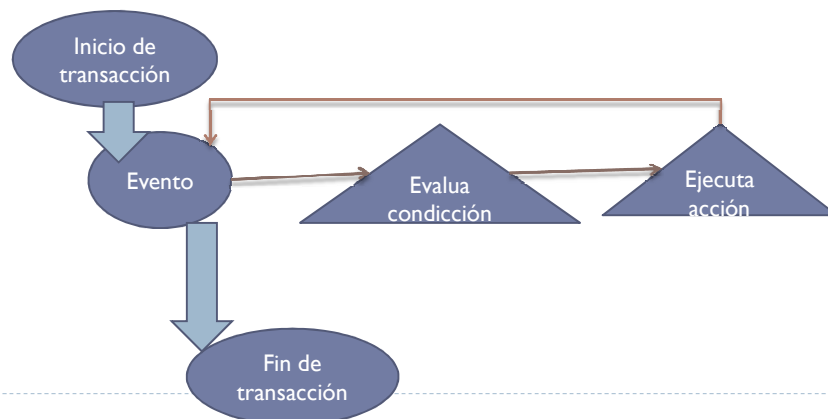 Inicio de
transacción
Evento
Evalua
condicción
Ejecuta
acción
Fin de
transacción